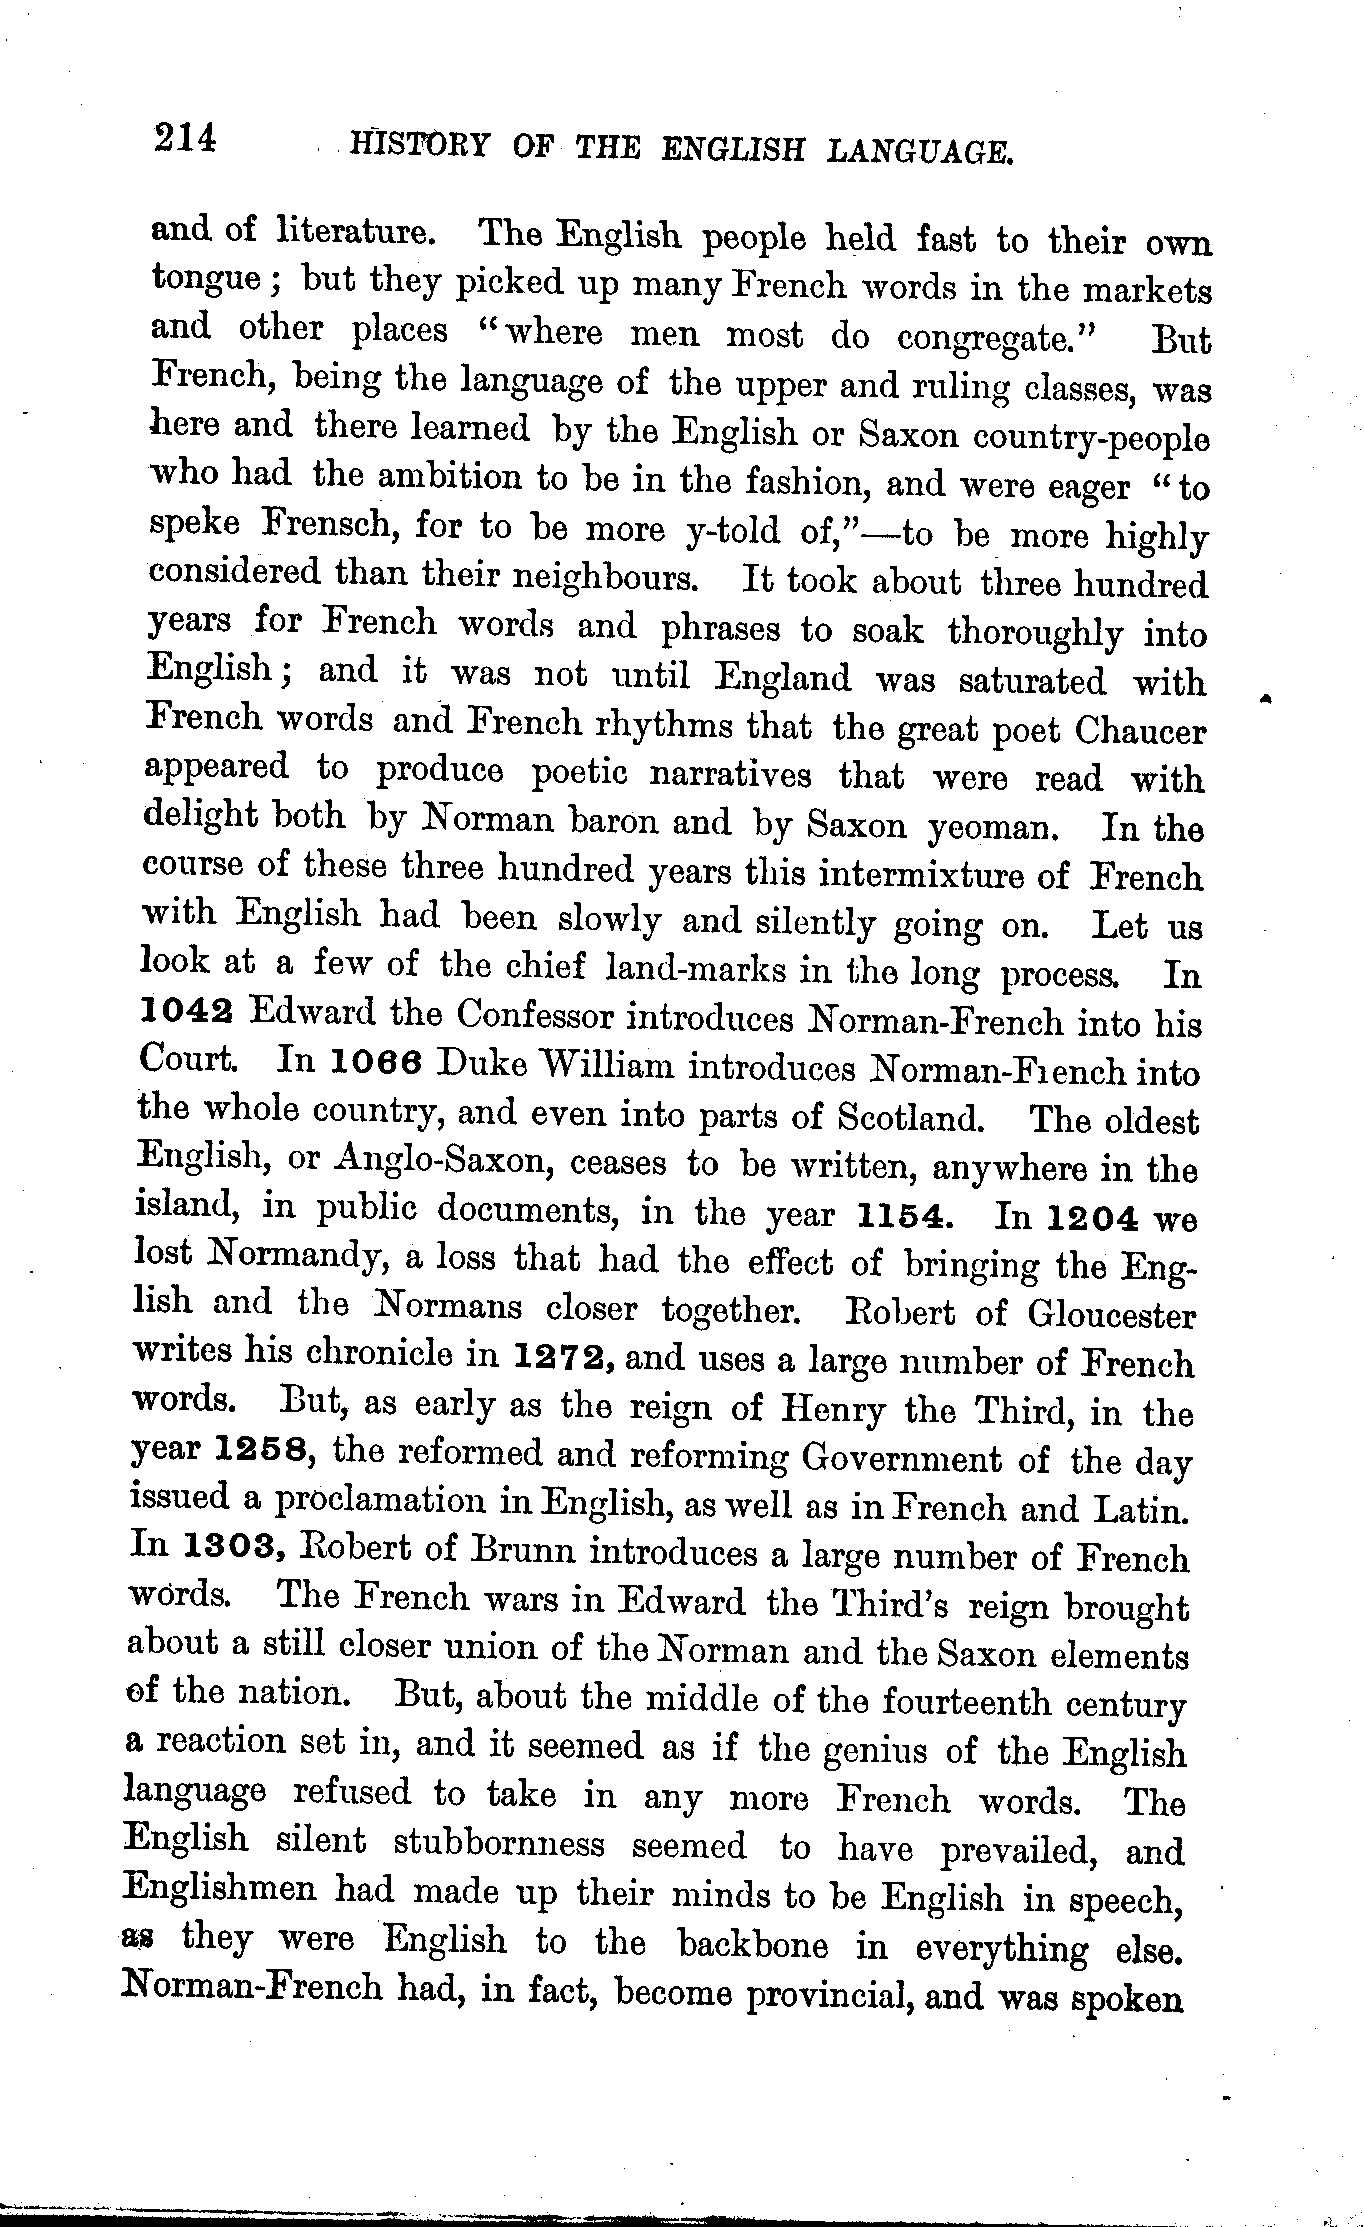 214 HISTORY OF THE ENGLISH LANGUAGE.
and of literature. The English people held fast to their own
tongue; but they picked up many French words in the markets
and other places “where men most do congregate.” But
French, being the language of the upper and ruling classes, was
here and there learned by the English or Saxon country-people
who had the ambition to be in the fashion, and were eager “to
speke Frensch, for to be more y-told of,”—to be more highly
considered than their neighbours. It took about three hundred
years for French words and phrases to soak thoroughly into
English; and it was not until England was saturated with
French words and French rhythms that the great poet Chaucer
appeared to produce poetic narratives that were read with
delight both by Norman baron and by Saxon yeoman. In the
course of these three hundred years this intermixture of French
with English had been slowly and silently going on. Let us
look at a few of the chief land-marks in the long process. In
1042 Edward the Confessor introduces Norman-French into his
Court. In 1066 Duke William introduces Norman-French into
the whole country, and even into parts of Scotland. The oldest
English, or Anglo-Saxon, ceases to be written, anywhere in the
island, in public documents, in the year 1154. In 1204 we
lost Normandy, a loss that had the effect of bringing the Eng-
lish and the Normans closer together. Robert of Gloucester
writes his chronicle in 1272, and uses a large number of French
words. But, as early as the reign of Henry the Third, in the
year 1258, the reformed and reforming Government of the day
issued a proclamation in English, as well as in French and Latin.
In 1303, Robert of Brunn introduces a large number of French
words. The French wars in Edward the Third's reign brought
about a still closer union of the Norman and the Saxon elements
of the nation. But, about the middle of the fourteenth century
a reaction set in, and it seemed as if the genius of the English
language refused to take in any more French words. The
English silent stubbornness seemed to have prevailed, and
Englishmen had made up their minds to be English in speech,
as they were English to the backbone in everything else.
Norman-French had, in fact, become provincial, and was spoken